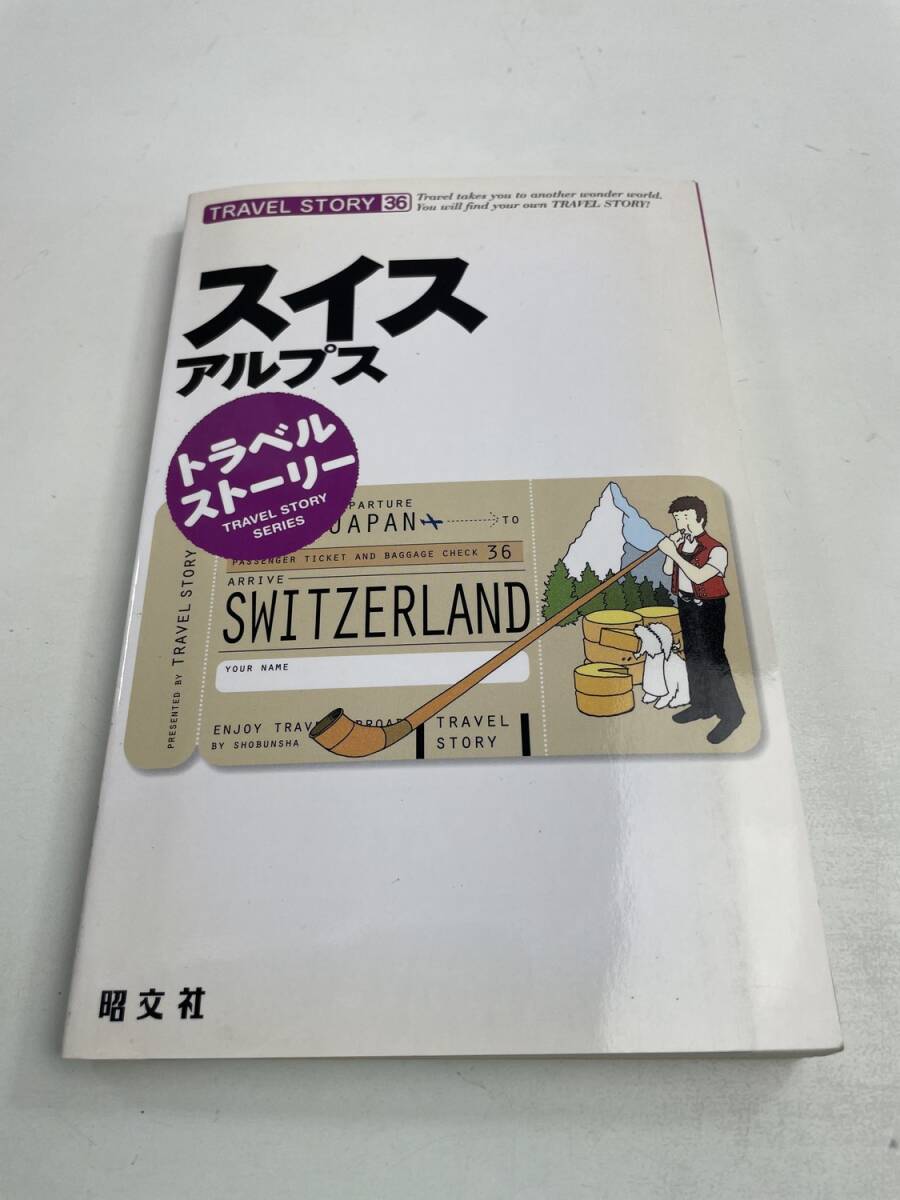 TRAVEL STORY 36
Travel takes you to another wonder world.
You will find your own TRAVEL STORY!
スイス
アルプス
トラベル
ストーリー
TRAVEL STORY
SERIES
JAPAN
TO
PASSENGER TICKET AND BAGGAGE CHECK 36
ARRIVE
SWITZERLAND
YOUR NAME
PRESENTED BY TRAVEL STORY
ENJOY
BY SHOBUNSHA
TRAVEL
STORY
昭文社